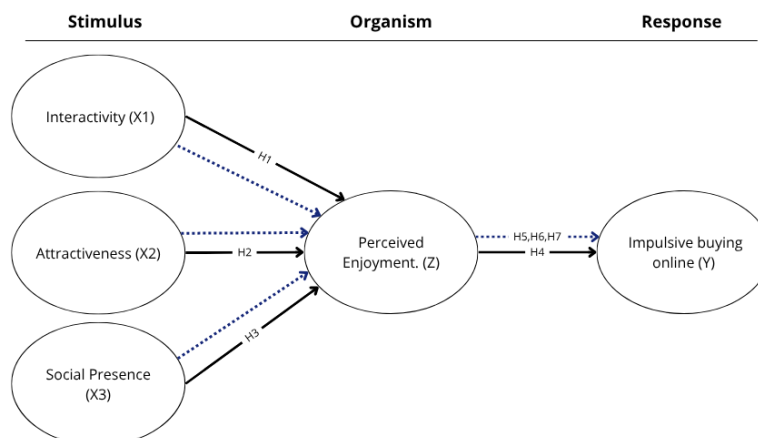 Stimulus
Organism
Response
Interactivity (X1)
H1
Attractiveness (X2)
H2
Perceived
Enjoyment. (Z)
H5,H6,H7
H4
Impulsive buying
online (Y)
H3
Social Presence
(X3)